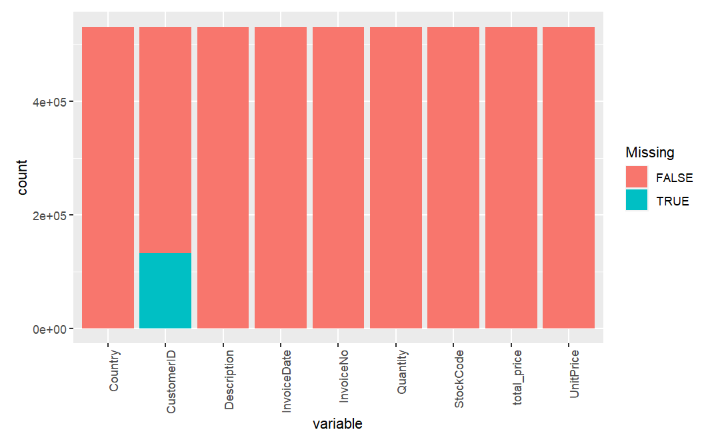 4e+05
2e+05
0e+00
count
Country
CustomerID
Description
InvoiceDate
InvoiceNo
Quantity
StockCode
total_price
UnitPrice
variable
Missing
FALSE
TRUE